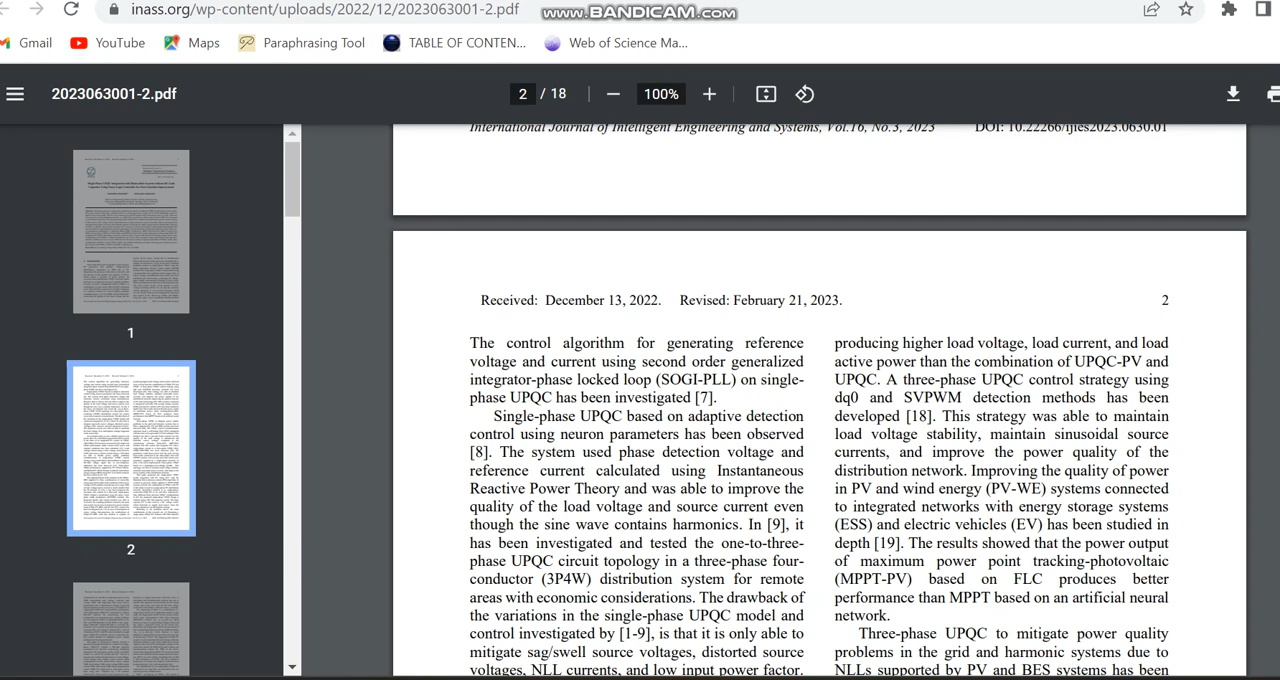 inass.org/wp-content/uploads/2022/12/2023063001-2.pdf
www.BANDICAM.com
Gmail
YouTube
Maps
Paraphrasing Tool
TABLE OF CONTEN...
Web of Science Ma...
2023063001-2.pdf
2 / 18
100%
1
2
International Journal of Intelligent Engineering and Systems, Vol.16, No.3, 2023 DOI: 10.22266/ijies2023.0630.01
Received: December 13, 2022. Revised: February 21, 2023. 2
The control algorithm for generating reference
voltage and current using second order generalized
integrator-phase locked loop (SOGI-PLL) on single-
phase UPQC has been investigated [7].
Single-phase UPQC based on adaptive detection
control using neuron parameters has been observed
[8]. The system used phase detection voltage and
reference current calculated using Instantaneous
Reactive Power Theory and was able to improve the
quality of the load voltage and source current even
though the sine wave contains harmonics. In [9], it
has been investigated and tested the one-to-three-
phase UPQC circuit topology in a three-phase four-
conductor (3P4W) distribution system for remote
areas with economic considerations. The drawback of
the variations in the single-phase UPQC model and
control investigated by [1-9], is that it is only able to
mitigate sag/swell source voltages, distorted source
voltages, NLL currents, and low input power factor.
producing higher load voltage, load current, and load
active power than the combination of UPQC-PV and
UPQC. A three-phase UPQC control strategy using
dq0 and SVPWM detection methods has been
developed [18]. This strategy was able to maintain
load voltage stability, maintain sinusoidal source
currents, and improve the power quality of the
distribution network. Improving the quality of power
in PV and wind energy (PV-WE) systems connected
to integrated networks with energy storage systems
(ESS) and electric vehicles (EV) has been studied in
depth [19]. The results showed that the power output
of maximum power point tracking-photovoltaic
(MPPT-PV) based on FLC produces better
performance than MPPT based on an artificial neural
network.
Three-phase UPQC to mitigate power quality
problems in the grid and harmonic systems due to
NLLs supported by PV and BES systems has been